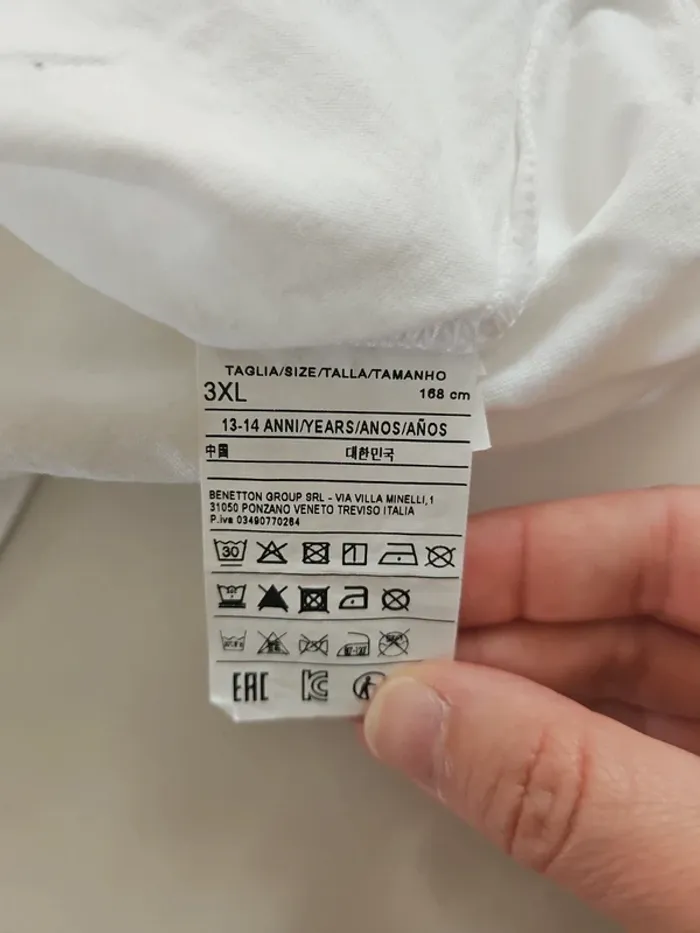 TAGLIA/SIZE/TALLA/TAMANHO
3XL 168 cm
13-14 ANNI/YEARS/ANOS/AÑOS
中国 대한민국
BENETTON GROUP SRL - VIA VILLA MINELLI,1
31050 PONZANO VENETO TREVISO ITALIA
P.iva 03490770264
30
EAC